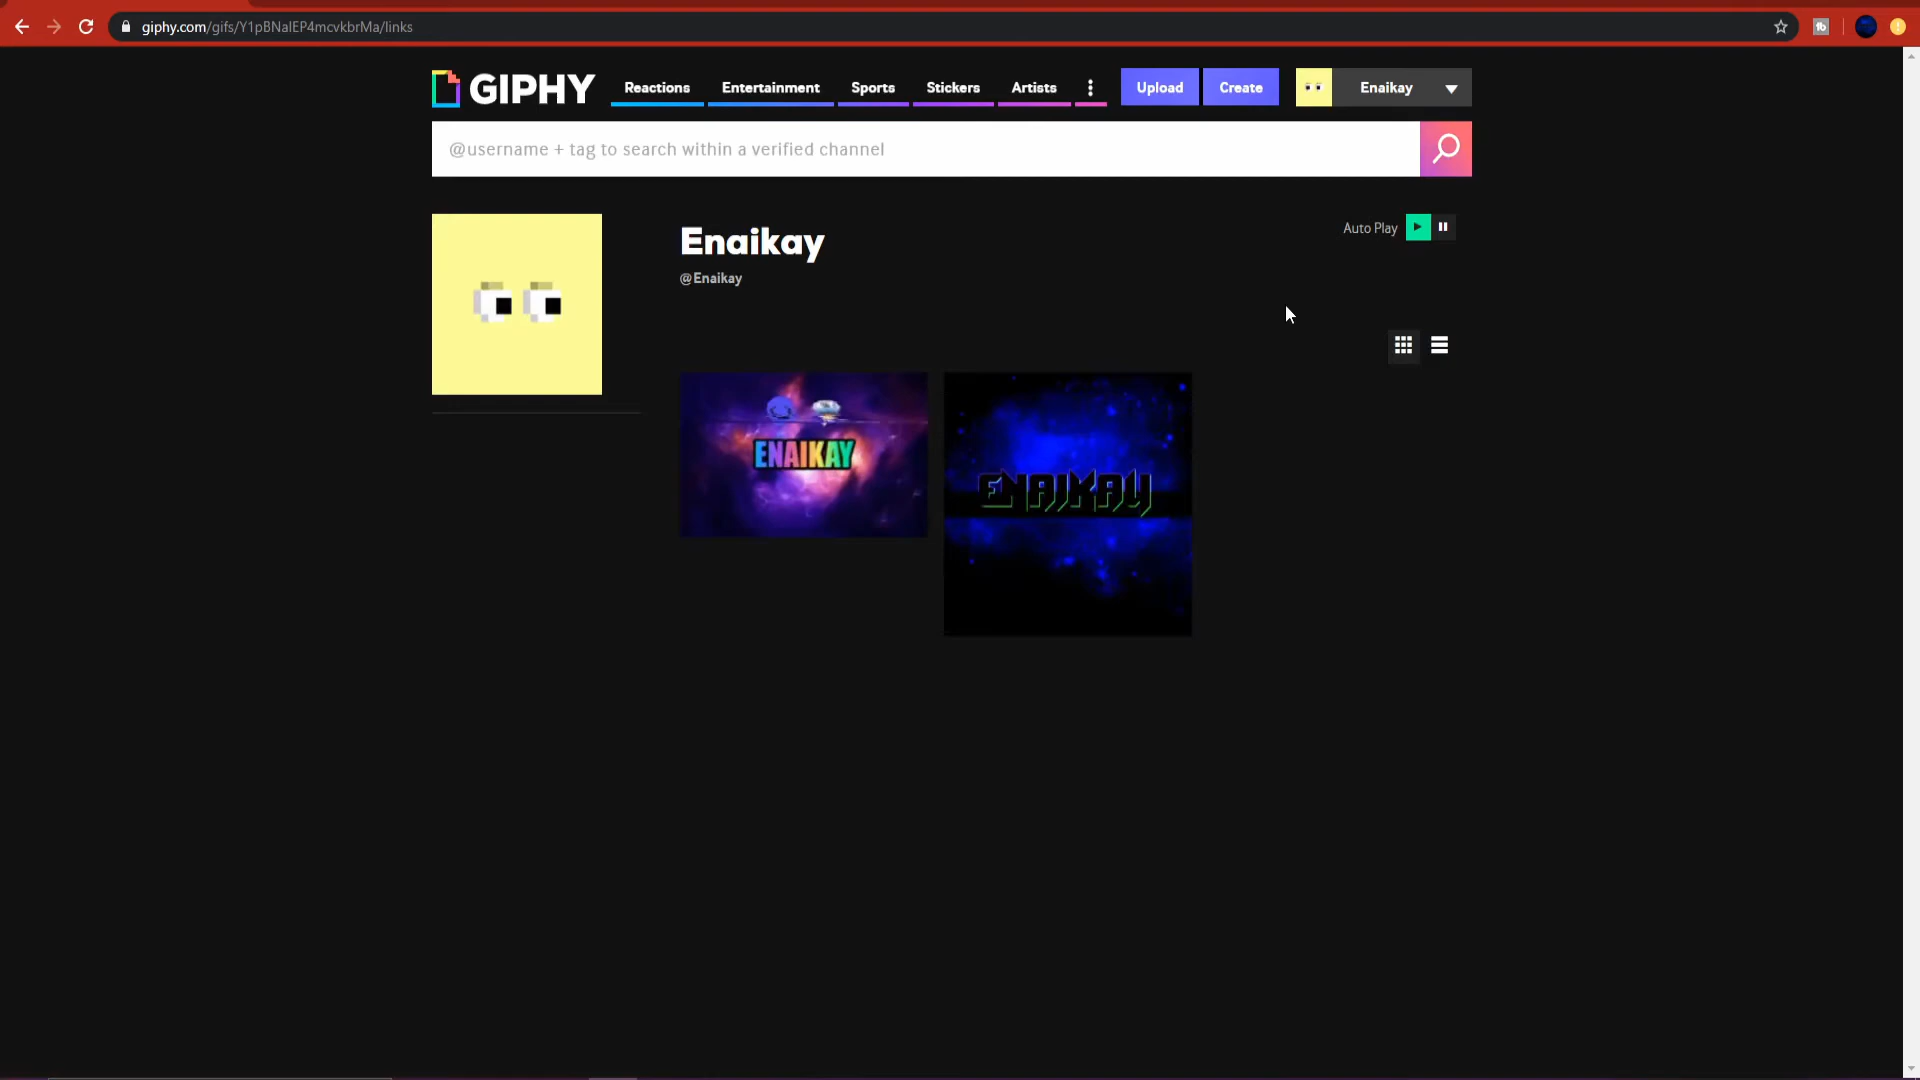 giphy.com/gifs/Y1pBNalEP4mcvkbrMa/links
GIPHY
Reactions Entertainment Sports Stickers Artists Upload Create Enaikay
@username + tag to search within a verified channel
Enaikay
@Enaikay
Auto Play
ENAIKAY
ENAIKAY